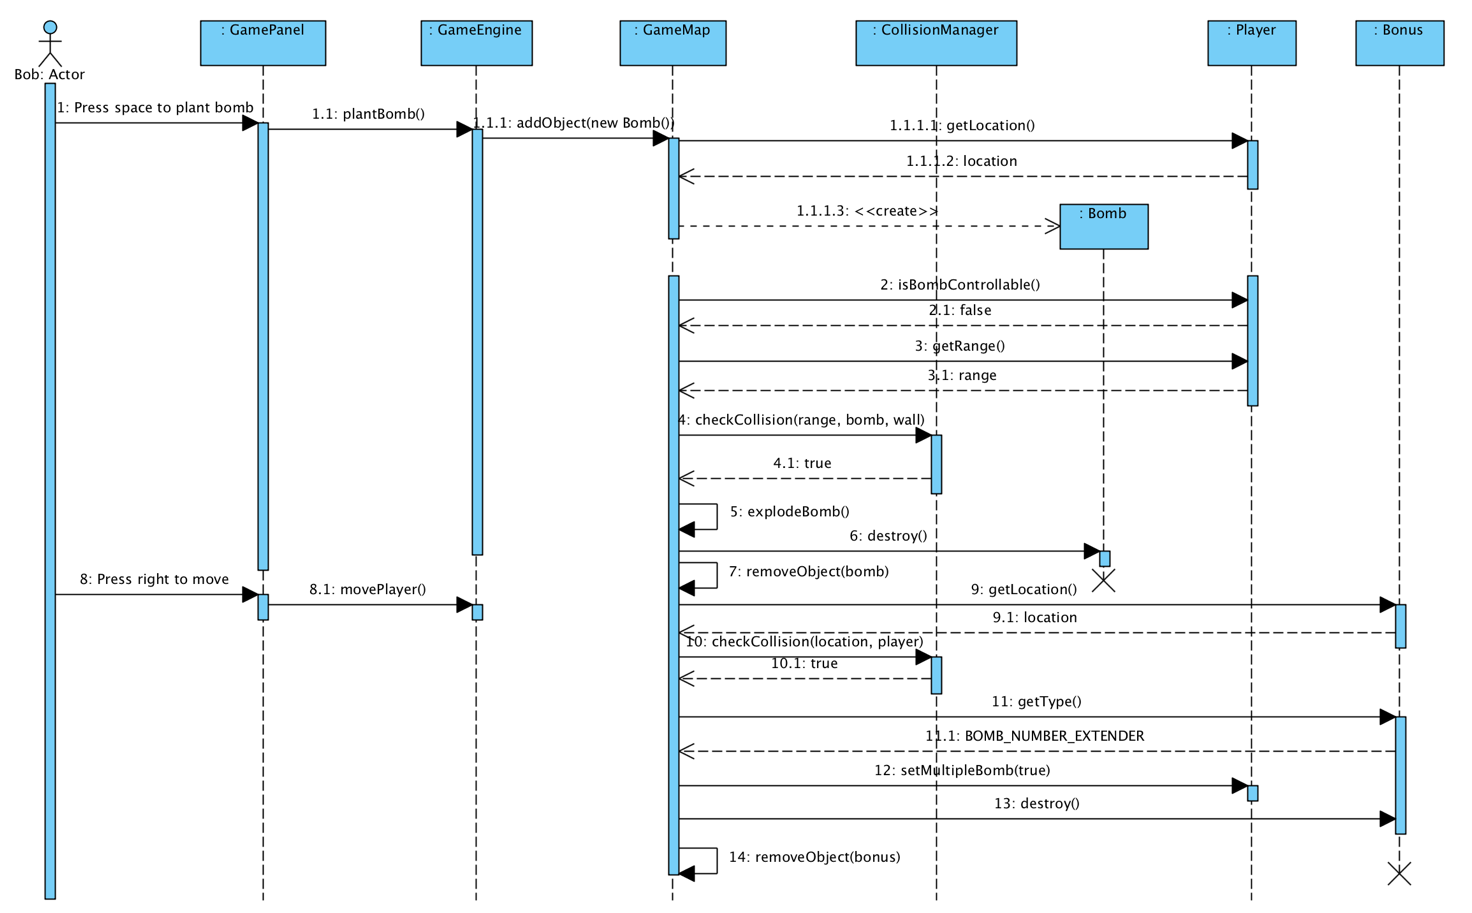 : GamePanel
: GameEngine
: GameMap
: CollisionManager
: Player
: Bonus
Bob: Actor
1: Press space to plant bomb
1.1: plantBomb()
1.1.1: addObject(new Bomb())
1.1.1.1: getLocation()
1.1.1.2: location
1.1.1.3: <<create>>
: Bomb
2: isBombControllable()
2.1: false
3: getRange()
3.1: range
4: checkCollision(range, bomb, wall)
4.1: true
5: explodeBomb()
6: destroy()
7: removeObject(bomb)
8: Press right to move
8.1: movePlayer()
9: getLocation()
9.1: location
10: checkCollision(location, player)
10.1: true
11: getType()
11.1: BOMB_NUMBER_EXTENDER
12: setMultipleBomb(true)
13: destroy()
14: removeObject(bonus)